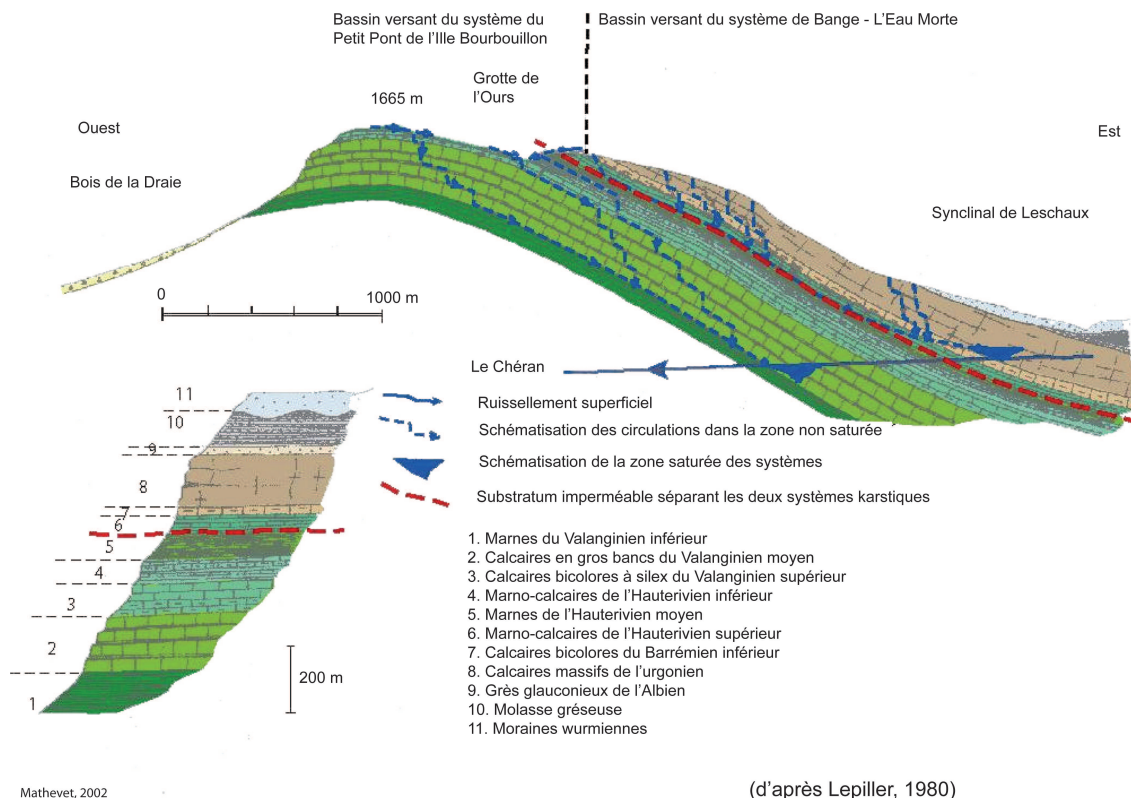 Bassin versant du système du
Petit Pont de l'Ille Bourbouillon
Bassin versant du système de Bange - L'Eau Morte
Grotte de
l'Ours
1665 m
Ouest
Est
Bois de la Draie
Synclinal de Leschaux
0
1000 m
Le Chéran
11
10
9
8
7
6
5
4
3
2
1
200 m
Ruissellement superficiel
Schématisation des circulations dans la zone non saturée
Schématisation de la zone saturée des systèmes
Substratum imperméable séparant les deux systèmes karstiques
1. Marnes du Valanginien inférieur
2. Calcaires en gros bancs du Valanginien moyen
3. Calcaires bicolores à silex du Valanginien supérieur
4. Marno-calcaires de l'Hauterivien inférieur
5. Marnes de l'Hauterivien moyen
6. Marno-calcaires de l'Hauterivien supérieur
7. Calcaires bicolores du Barrémien inférieur
8. Calcaires massifs de l'urgonien
9. Grès glauconieux de l'Albien
10. Molasse gréseuse
11. Moraines wurmiennes
Mathevet, 2002
(d'après Lepiller, 1980)